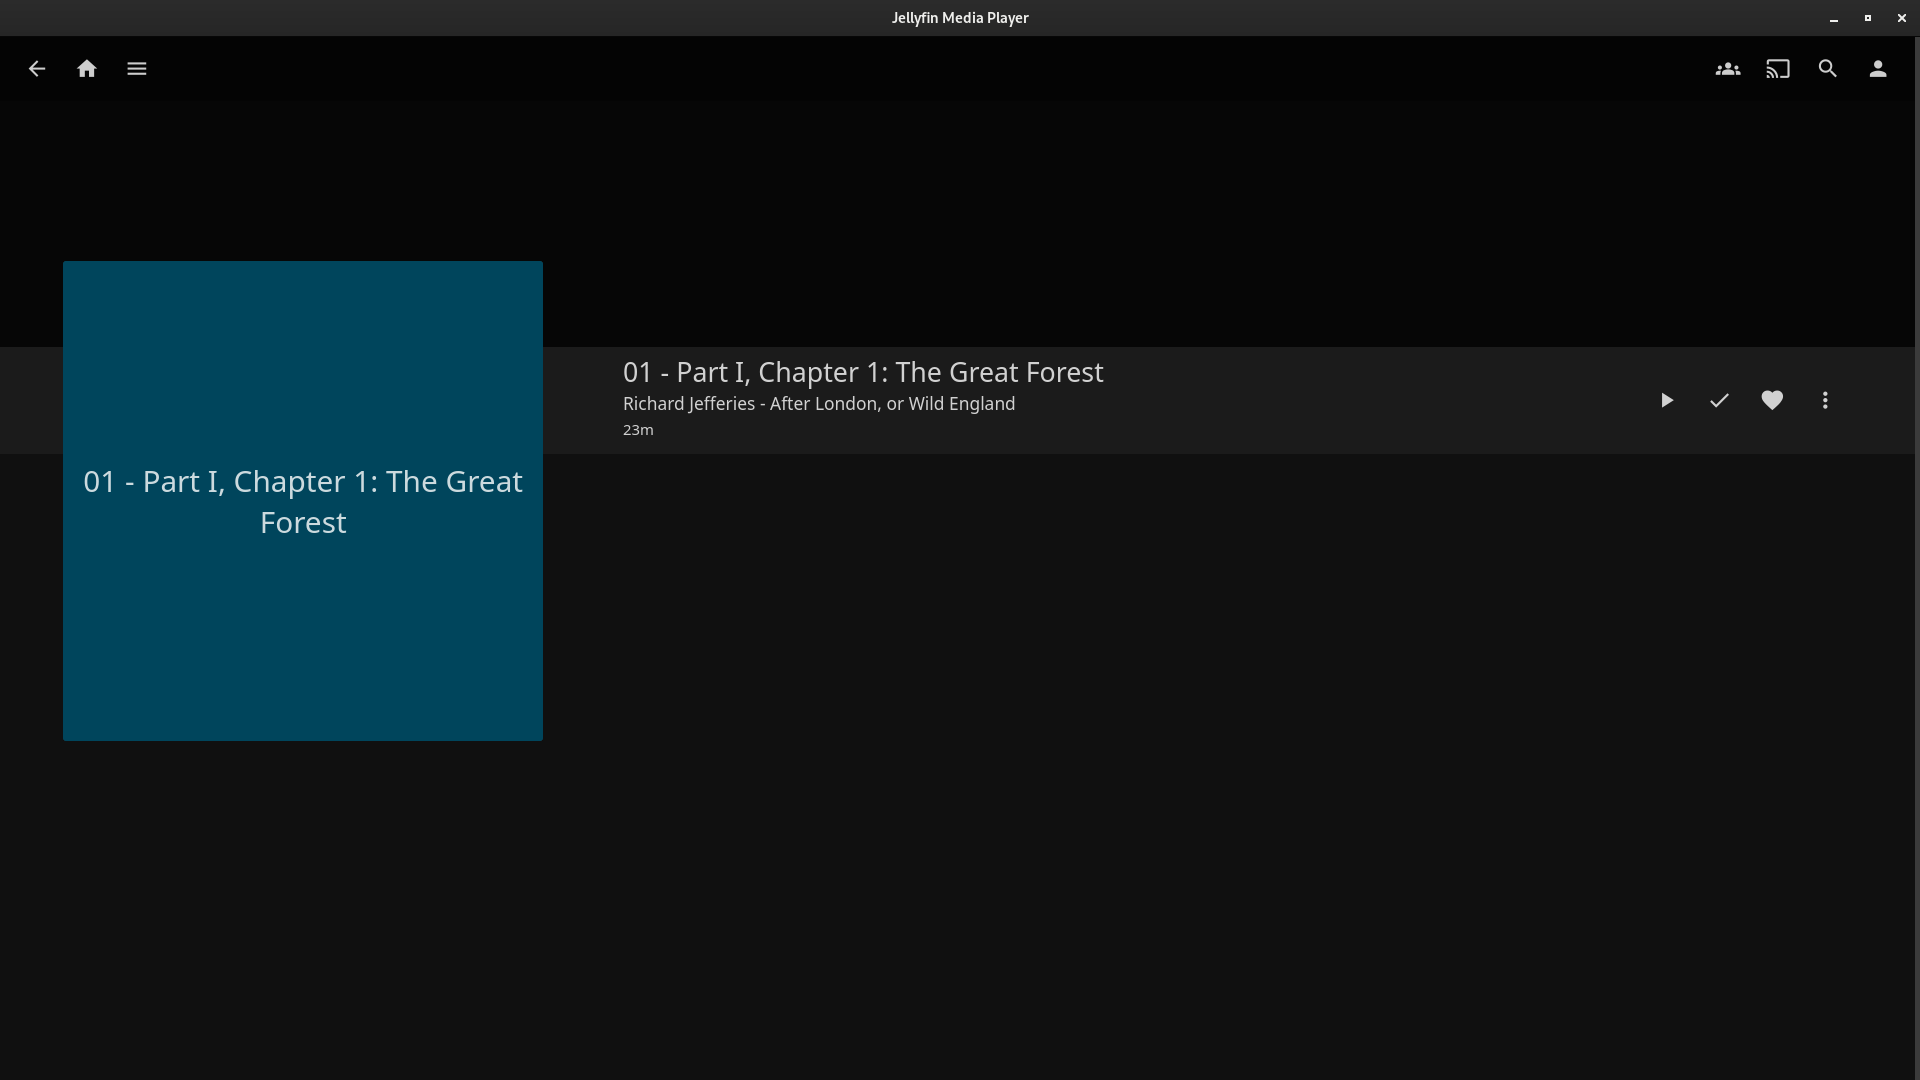 Jellyfin Media Player
01 - Part I, Chapter 1: The Great Forest
Richard Jefferies - After London, or Wild England
23m
01 - Part I, Chapter 1: The Great
Forest